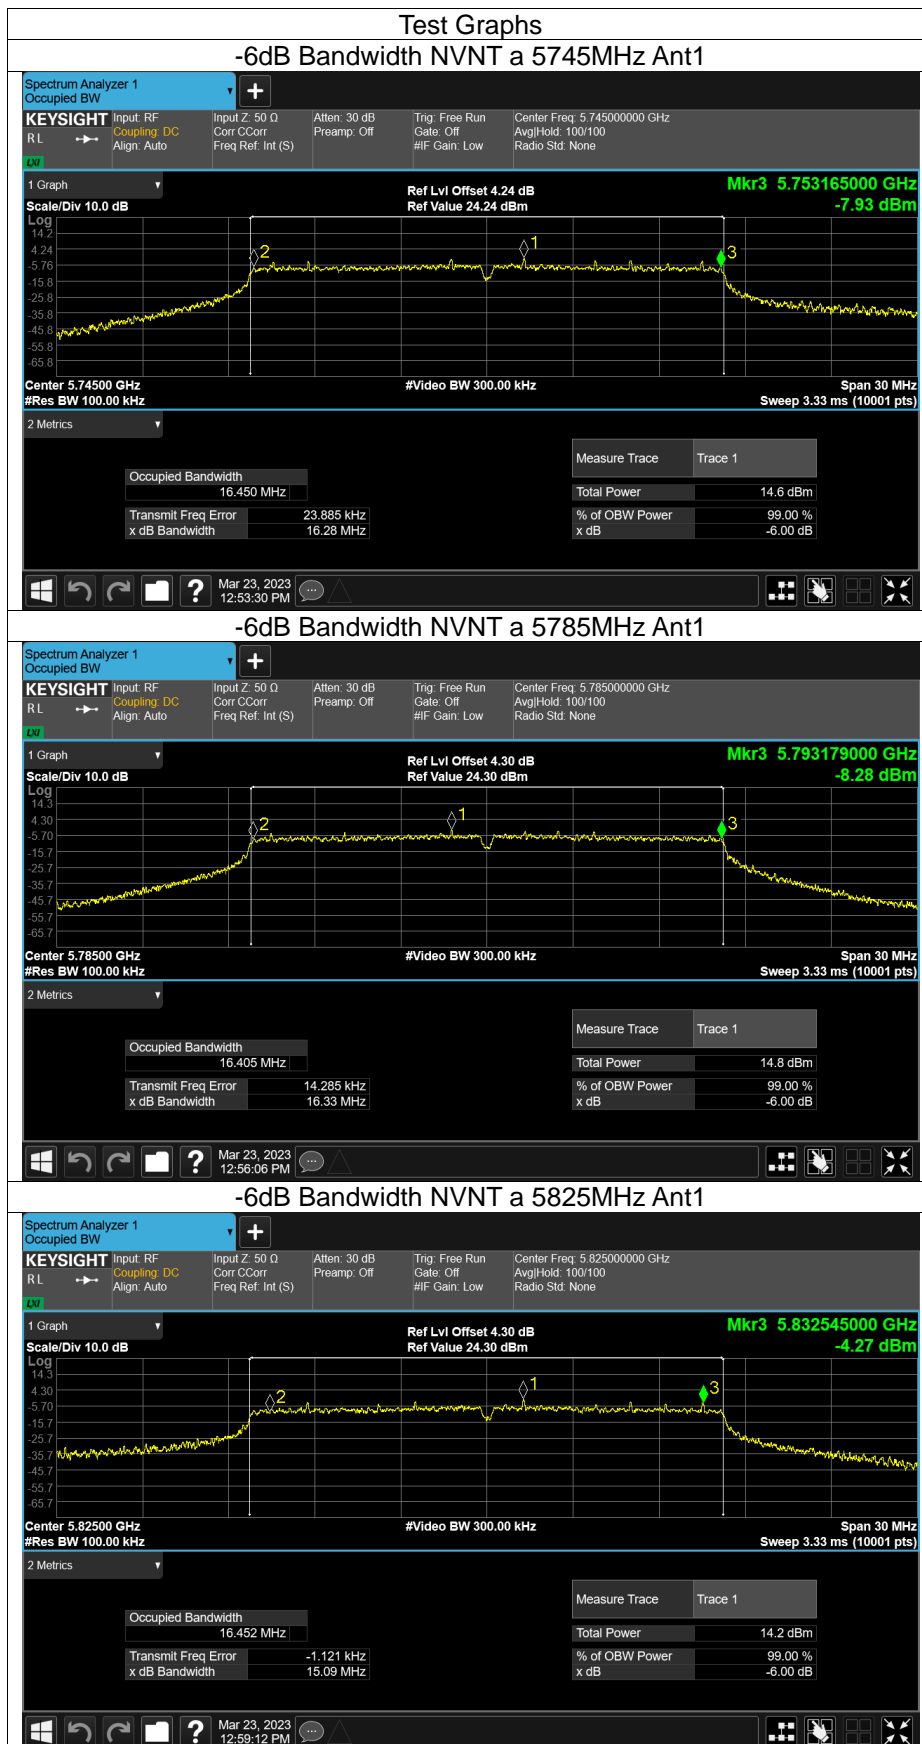 Test Graphs
-6dB Bandwidth NVNT a 5745MHz Ant1
Spectrum Analyzer 1
Occupied BW
+
KEYSIGHT Input: RF Input Z: 50 Ω Atten: 30 dB Trig: Free Run Center Freq: 5.745000000 GHz
RL Coupling: DC Corr CCorr Preamp: Off Gate: Off Avg|Hold: 100/100
Align: Auto Freq Ref: Int (S) #IF Gain: Low Radio Std: None
LXI
1 Graph Ref Lvl Offset 4.24 dB Mkr3 5.753165000 GHz
Scale/Div 10.0 dB Ref Value 24.24 dBm -7.93 dBm
Log
14.2
4.24
-5.76
-15.8
-25.8
-35.8
-45.8
-55.8
-65.8
2 1 3
Center 5.74500 GHz #Video BW 300.00 kHz Span 30 MHz
#Res BW 100.00 kHz Sweep 3.33 ms (10001 pts)
2 Metrics
Measure Trace Trace 1
Occupied Bandwidth
16.450 MHz Total Power 14.6 dBm
Transmit Freq Error 23.885 kHz % of OBW Power 99.00 %
x dB Bandwidth 16.28 MHz x dB -6.00 dB
? Mar 23, 2023
12:53:30 PM
-6dB Bandwidth NVNT a 5785MHz Ant1
Spectrum Analyzer 1
Occupied BW
+
KEYSIGHT Input: RF Input Z: 50 Ω Atten: 30 dB Trig: Free Run Center Freq: 5.785000000 GHz
RL Coupling: DC Corr CCorr Preamp: Off Gate: Off Avg|Hold: 100/100
Align: Auto Freq Ref: Int (S) #IF Gain: Low Radio Std: None
LXI
1 Graph Ref Lvl Offset 4.30 dB Mkr3 5.793179000 GHz
Scale/Div 10.0 dB Ref Value 24.30 dBm -8.28 dBm
Log
14.3
4.30
-5.70
-15.7
-25.7
-35.7
-45.7
-55.7
-65.7
2 1 3
Center 5.78500 GHz #Video BW 300.00 kHz Span 30 MHz
#Res BW 100.00 kHz Sweep 3.33 ms (10001 pts)
2 Metrics
Measure Trace Trace 1
Occupied Bandwidth
16.405 MHz Total Power 14.8 dBm
Transmit Freq Error 14.285 kHz % of OBW Power 99.00 %
x dB Bandwidth 16.33 MHz x dB -6.00 dB
? Mar 23, 2023
12:56:06 PM
-6dB Bandwidth NVNT a 5825MHz Ant1
Spectrum Analyzer 1
Occupied BW
+
KEYSIGHT Input: RF Input Z: 50 Ω Atten: 30 dB Trig: Free Run Center Freq: 5.825000000 GHz
RL Coupling: DC Corr CCorr Preamp: Off Gate: Off Avg|Hold: 100/100
Align: Auto Freq Ref: Int (S) #IF Gain: Low Radio Std: None
LXI
1 Graph Ref Lvl Offset 4.30 dB Mkr3 5.832545000 GHz
Scale/Div 10.0 dB Ref Value 24.30 dBm -4.27 dBm
Log
14.3
4.30
-5.70
-15.7
-25.7
-35.7
-45.7
-55.7
-65.7
2 1 3
Center 5.82500 GHz #Video BW 300.00 kHz Span 30 MHz
#Res BW 100.00 kHz Sweep 3.33 ms (10001 pts)
2 Metrics
Measure Trace Trace 1
Occupied Bandwidth
16.452 MHz Total Power 14.2 dBm
Transmit Freq Error -1.121 kHz % of OBW Power 99.00 %
x dB Bandwidth 15.09 MHz x dB -6.00 dB
? Mar 23, 2023
12:59:12 PM